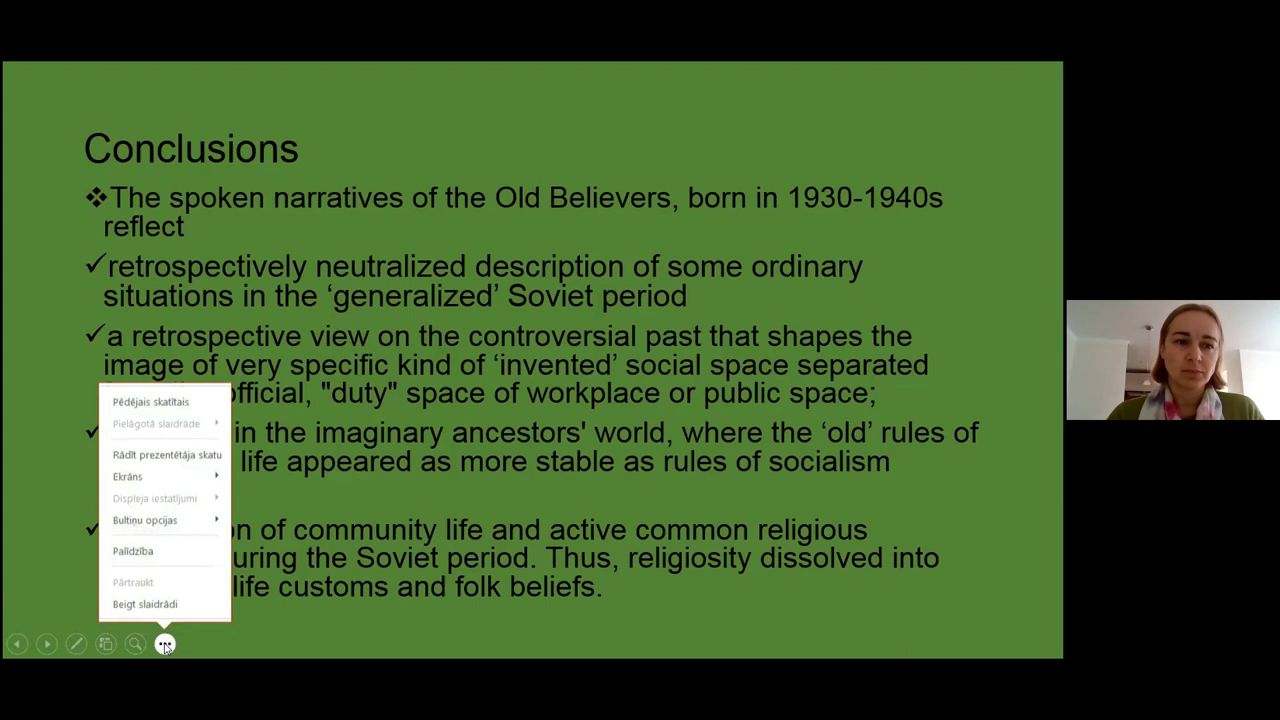 Conclusions
❖The spoken narratives of the Old Believers, born in 1930-1940s
reflect
✓retrospectively neutralized description of some ordinary
situations in the ‘generalized’ Soviet period
✓a retrospective view on the controversial past that shapes the
image of very specific kind of ‘invented’ social space separated
official, "duty" space of workplace or public space;
✓ in the imaginary ancestors' world, where the ‘old’ rules of
life appeared as more stable as rules of socialism
✓ of community life and active common religious
the Soviet period. Thus, religiosity dissolved into
life customs and folk beliefs.
Pēdējais skatītais
Pielāgotā slaidrāde
Rādīt prezentētāja skatu
Ekrāns
Displeja iestatījumi
Bultiņu opcijas
Palīdzība
Pārtraukt
Beigt slaidrādi